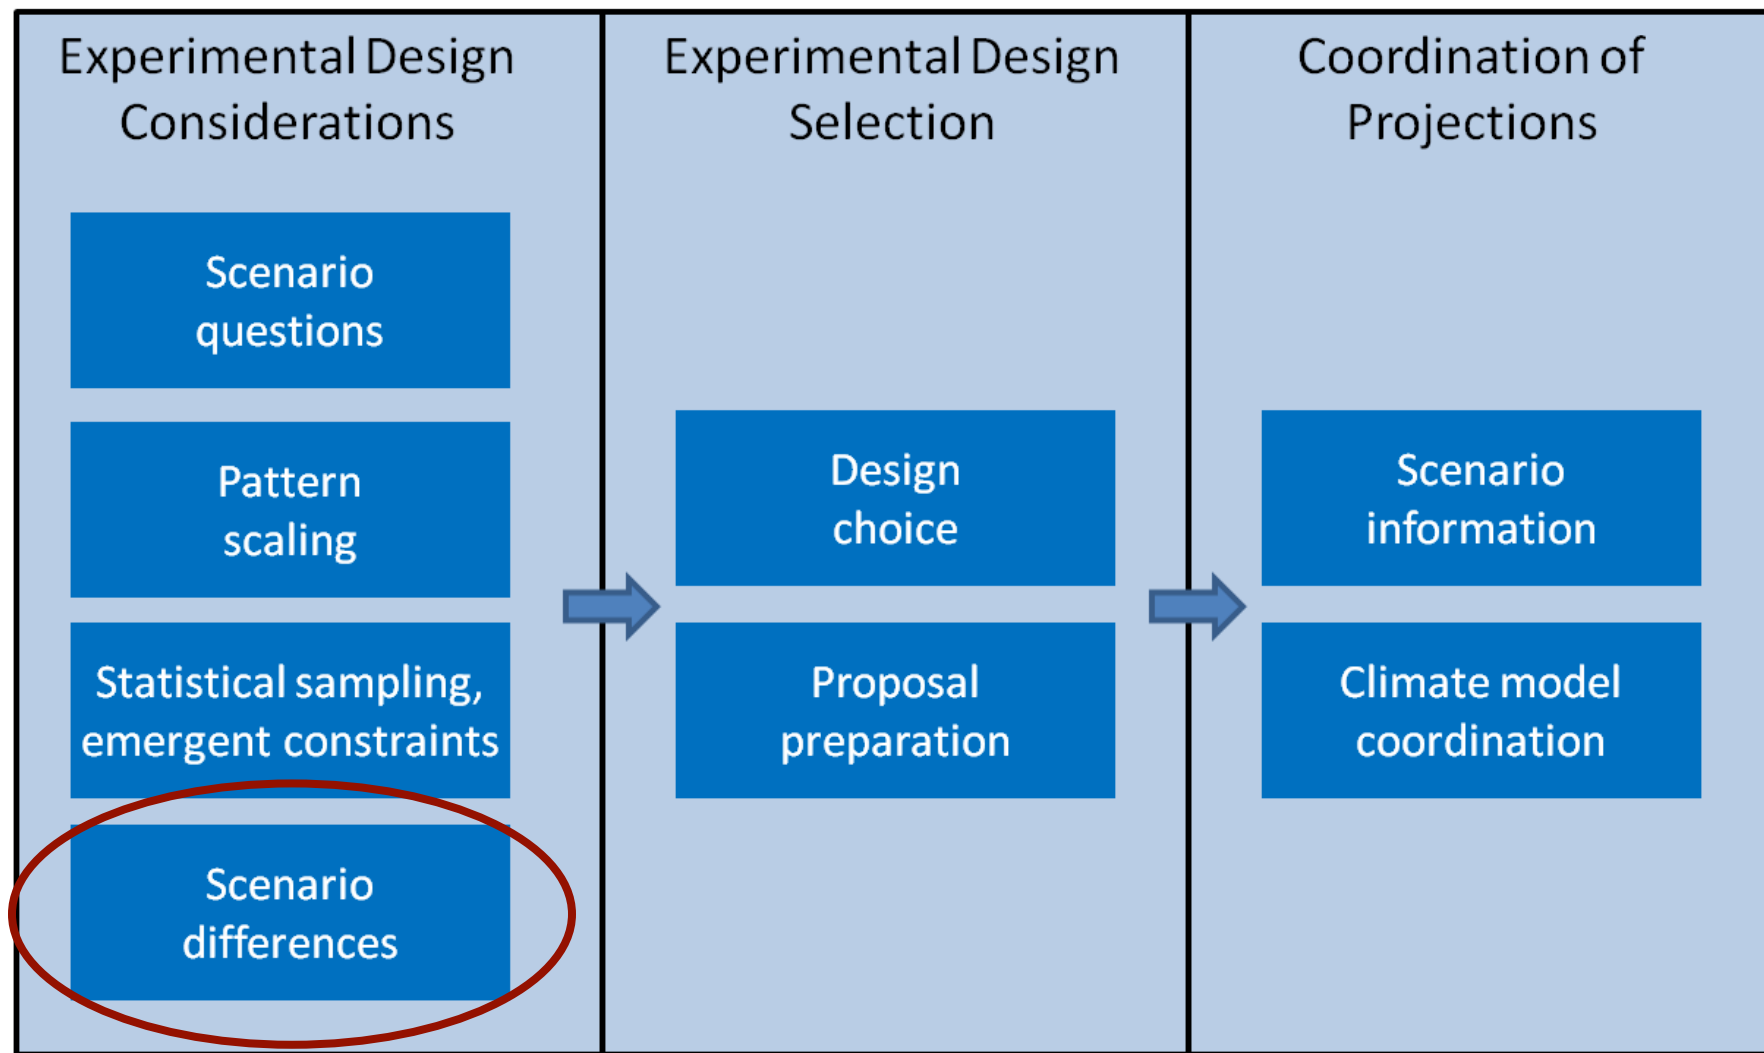 Experimental Design
Considerations
Scenario
questions
Pattern
scaling
Statistical sampling,
emergent constraints
Scenario
differences
Experimental Design
Selection
Design
choice
Proposal
preparation
Coordination of
Projections
Scenario
information
Climate model
coordination